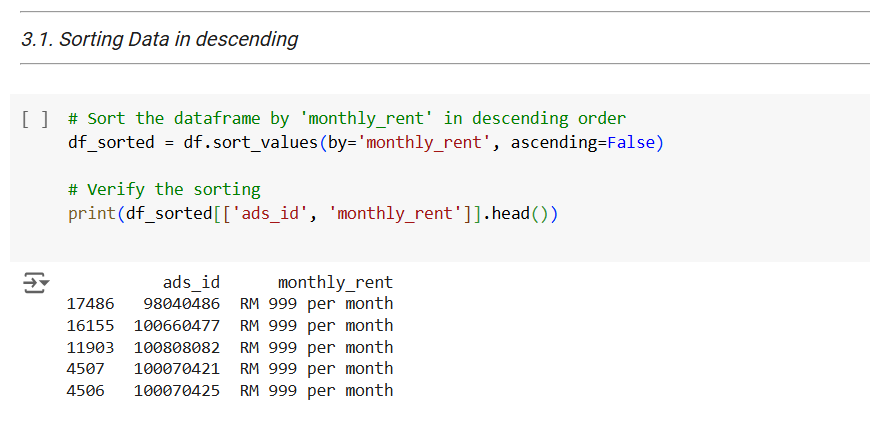 3.1. Sorting Data in descending
[ ] # Sort the dataframe by 'monthly_rent' in descending order
df_sorted = df.sort_values(by='monthly_rent', ascending=False)
# Verify the sorting
print(df_sorted[['ads_id', 'monthly_rent']].head())
ads_id monthly_rent
17486 98040486 RM 999 per month
16155 100660477 RM 999 per month
11903 100808082 RM 999 per month
4507 100070421 RM 999 per month
4506 100070425 RM 999 per month